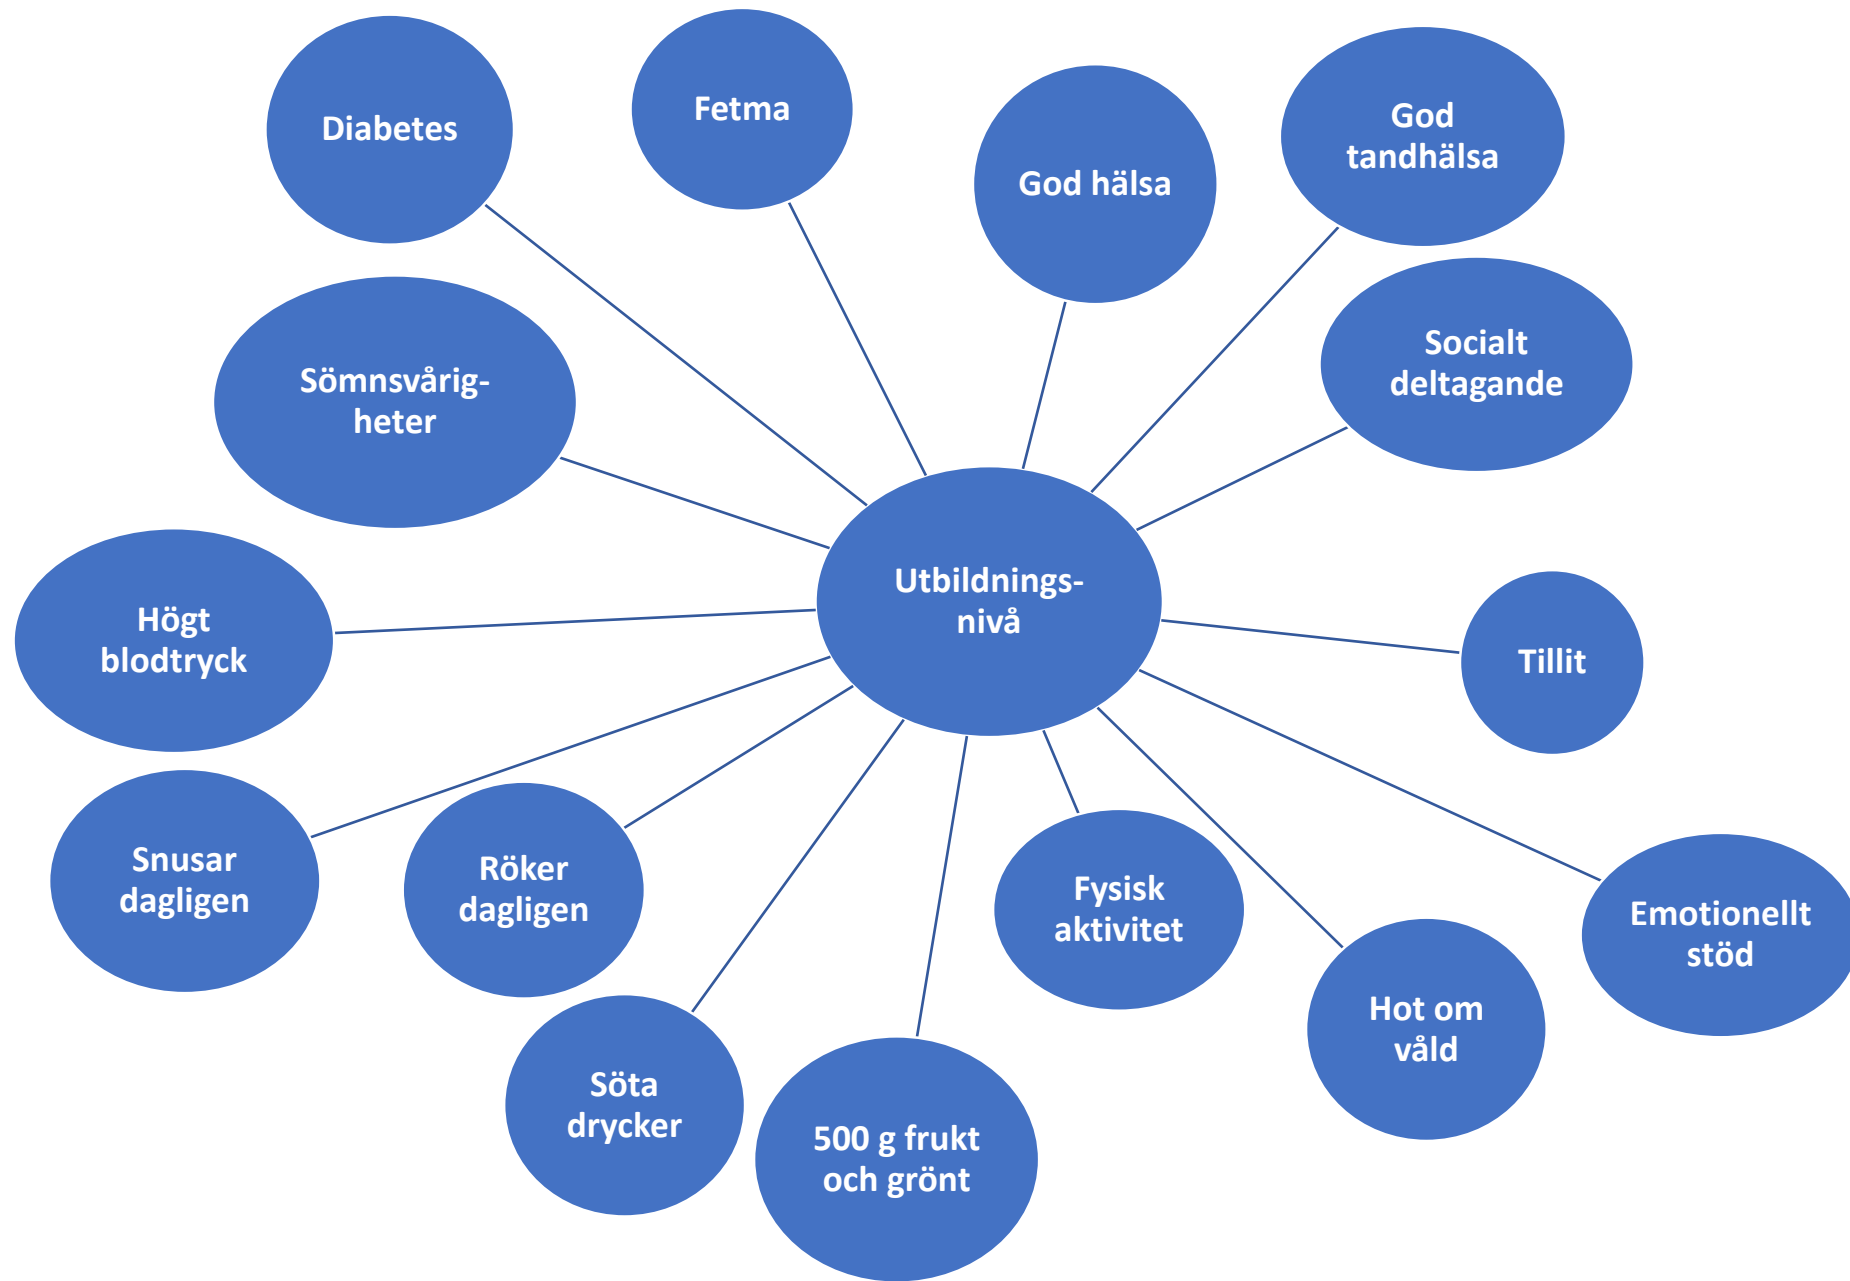 Diabetes
Fetma
God hälsa
God
tandhälsa
Socialt
deltagande
Sömnsvårig-
heter
Utbildnings-
nivå
Högt
blodtryck
Tillit
Snusar
dagligen
Röker
dagligen
Fysisk
aktivitet
Emotionellt
stöd
Hot om
våld
Söta
drycker
500 g frukt
och grönt